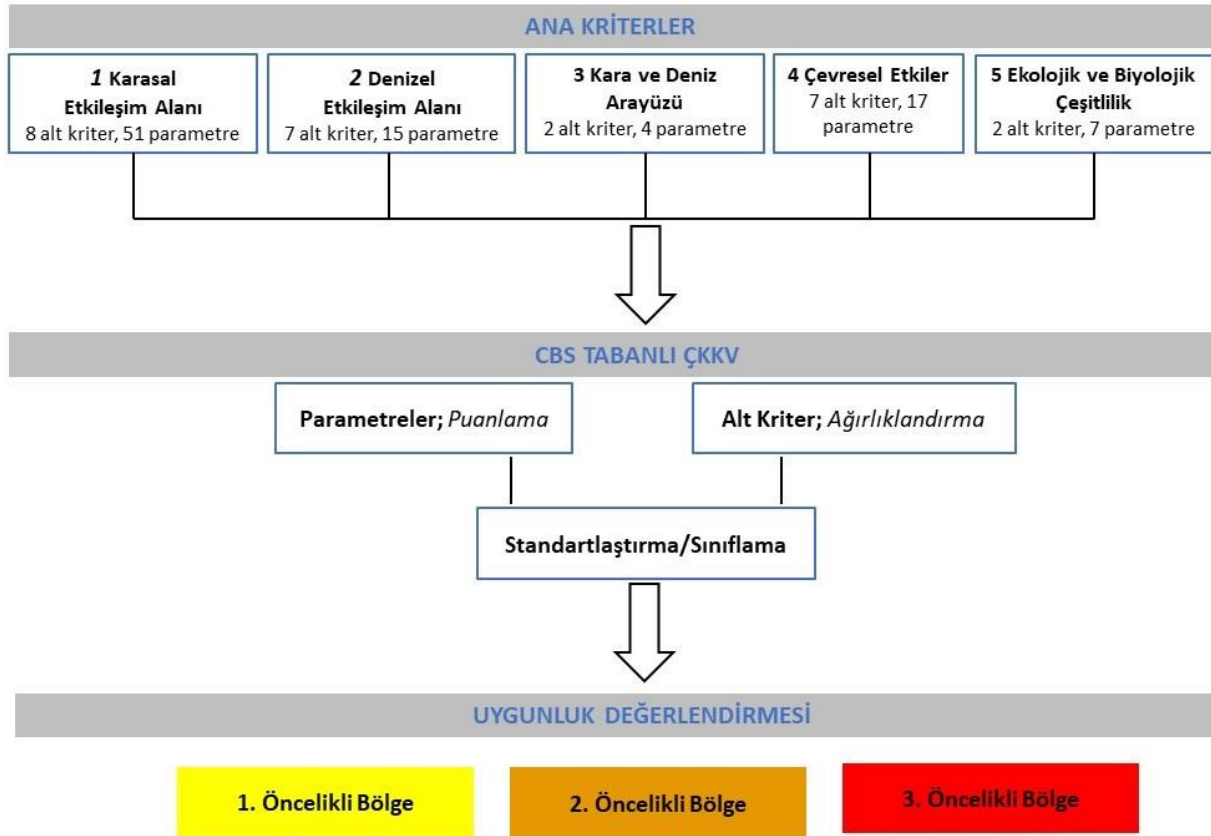 ANA KRİTERLER
1 Karasal
Etkileşim Alanı
8 alt kriter, 51 parametre
2 Denizel
Etkileşim Alanı
7 alt kriter, 15 parametre
3 Kara ve Deniz
Arayüzü
2 alt kriter, 4 parametre
4 Çevresel Etkiler
7 alt kriter, 17
parametre
5 Ekolojik ve Biyolojik
Çeşitlilik
2 alt kriter, 7 parametre
CBS TABANLI ÇKKV
Parametreler; Puanlama
Alt Kriter; Ağırlıklandırma
Standartlaştırma/Sınıflama
UYGUNLUK DEĞERLENDİRMESİ
1. Öncelikli Bölge
2. Öncelikli Bölge
3. Öncelikli Bölge